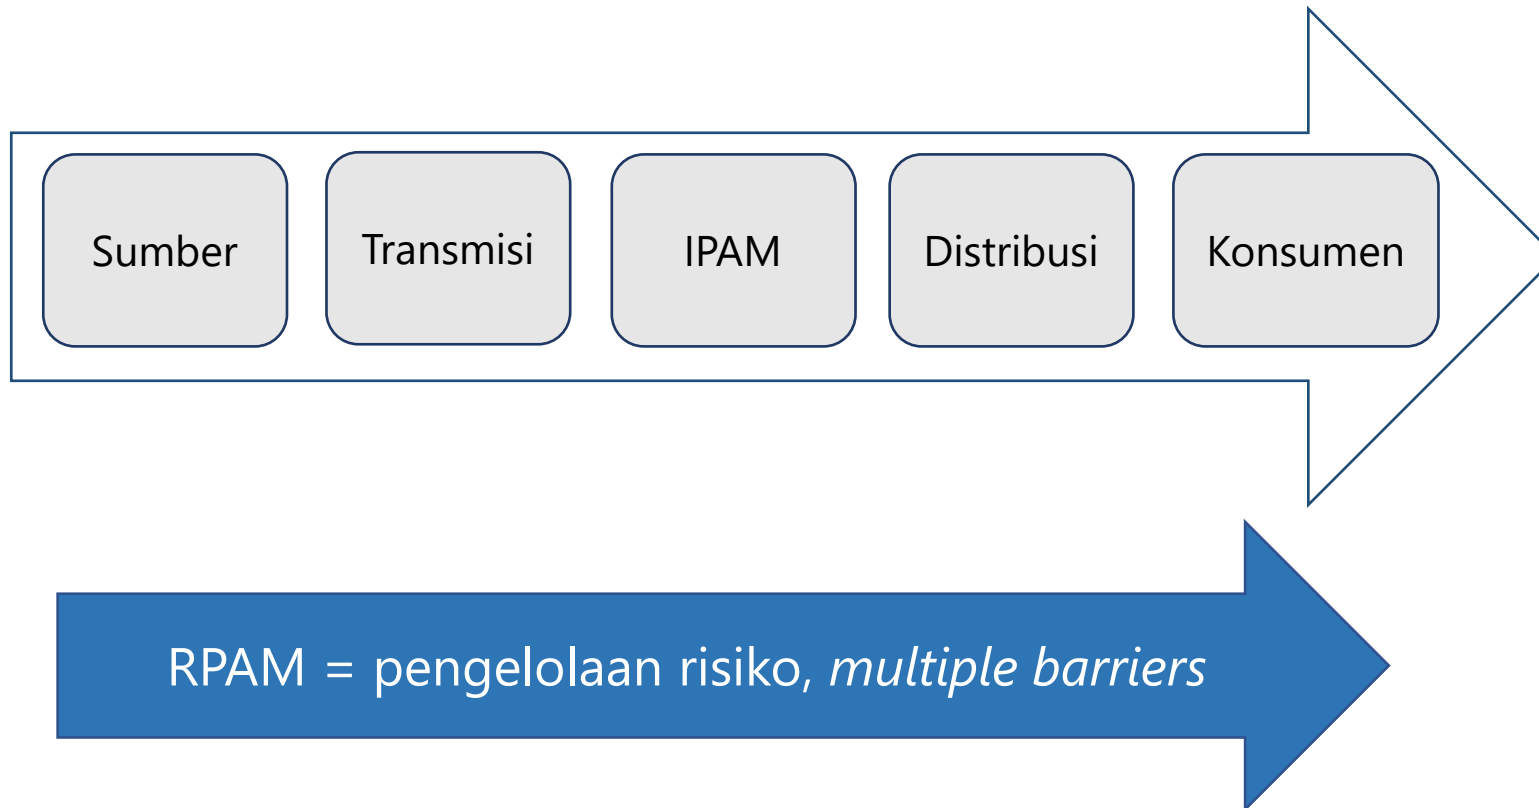 Sumber
Transmisi
IPAM
Distribusi
Konsumen
RPAM = pengelolaan risiko, multiple barriers